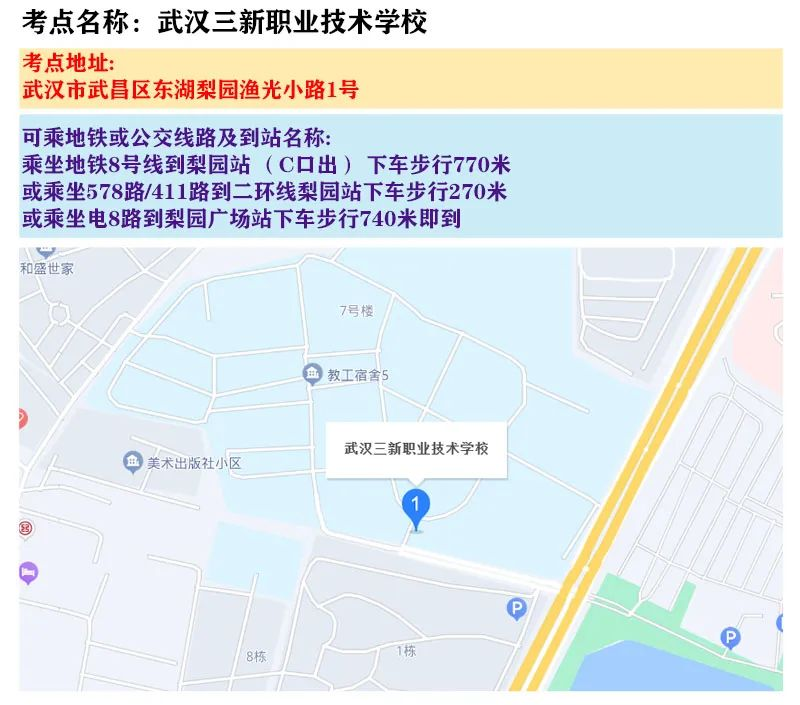 考点名称：武汉三新职业技术学校
考点地址:
武汉市武昌区东湖梨园渔光小路1号
可乘地铁或公交线路及到站名称:
乘坐地铁8号线到梨园站（C口出）下车步行770米
或乘坐578路/411路到二环线梨园站下车步行270米
或乘坐电8路到梨园广场站下车步行740米即到
和盛世家
7号楼
教工宿舍5
武汉三新职业技术学校
美术出版社小区
1
P
P
8栋
1栋